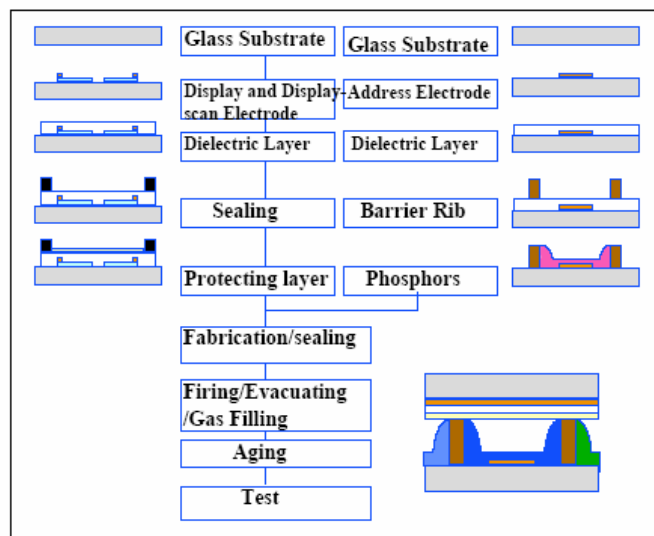 Glass Substrate
Glass Substrate
Display and Display-
scan Electrode
Address Electrode
Dielectric Layer
Dielectric Layer
Sealing
Barrier Rib
Protecting layer
Phosphors
Fabrication/sealing
Firing/Evacuating
/Gas Filling
Aging
Test